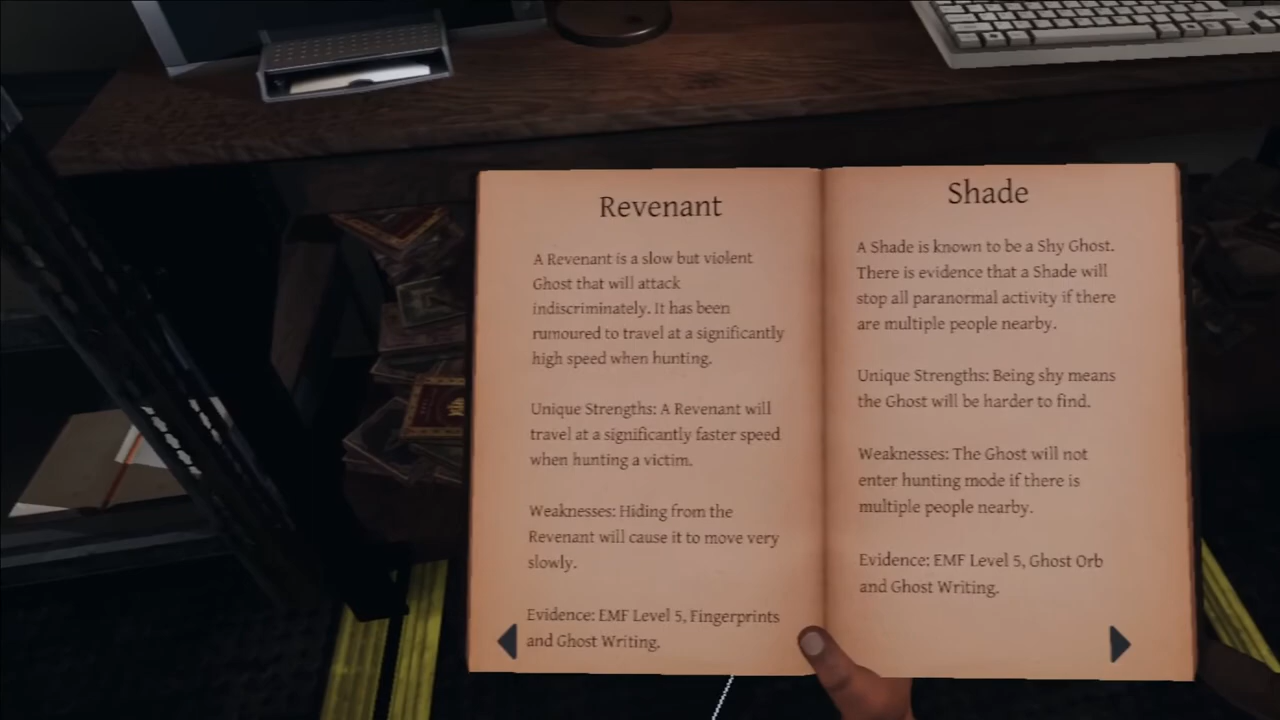 Revenant
A Revenant is a slow but violent
Ghost that will attack
indiscriminately. It has been
rumoured to travel at a significantly
high speed when hunting.
Unique Strengths: A Revenant will
travel at a significantly faster speed
when hunting a victim.
Weaknesses: Hiding from the
Revenant will cause it to move very
slowly.
Evidence: EMF Level 5, Fingerprints
and Ghost Writing.
Shade
A Shade is known to be a Shy Ghost.
There is evidence that a Shade will
stop all paranormal activity if there
are multiple people nearby.
Unique Strengths: Being shy means
the Ghost will be harder to find.
Weaknesses: The Ghost will not
enter hunting mode if there is
multiple people nearby.
Evidence: EMF Level 5, Ghost Orb
and Ghost Writing.